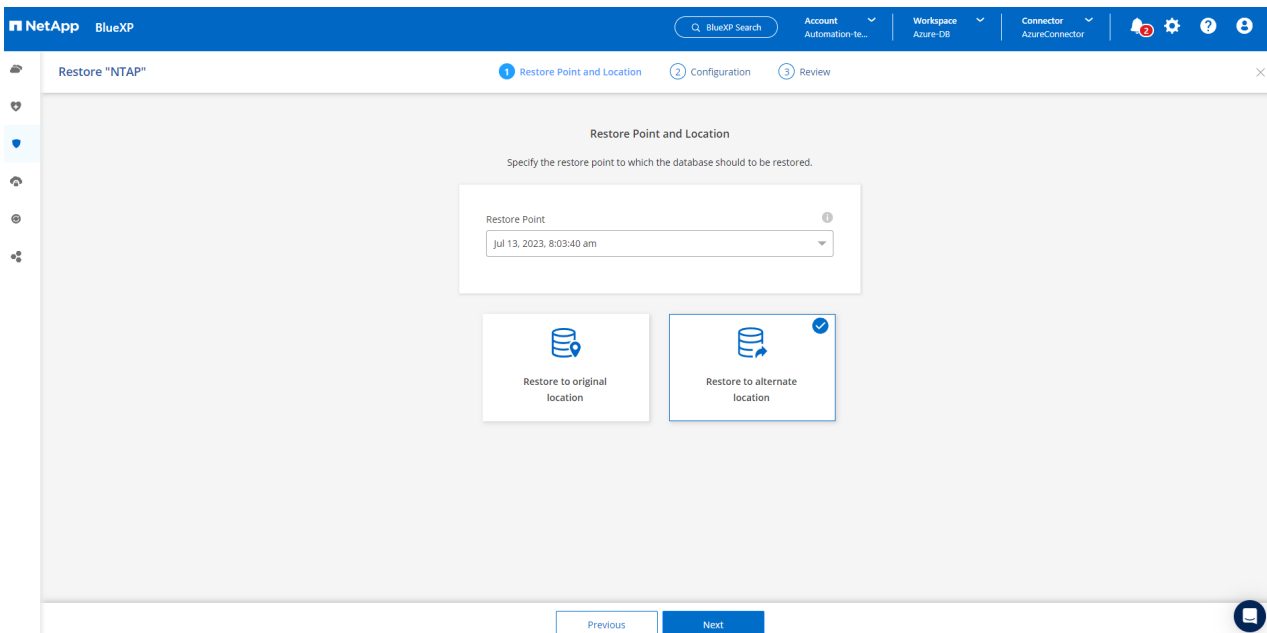 NetApp BlueXP
BlueXP Search
Account
Automation-te...
Workspace
Azure-DB
Connector
AzureConnector
2
?
Restore "NTAP"
1 Restore Point and Location
2 Configuration
3 Review
Restore Point and Location
Specify the restore point to which the database should be restored.
Restore Point
i
Jul 13, 2023, 8:03:40 am
Restore to original
location
Restore to alternate
location
Previous
Next